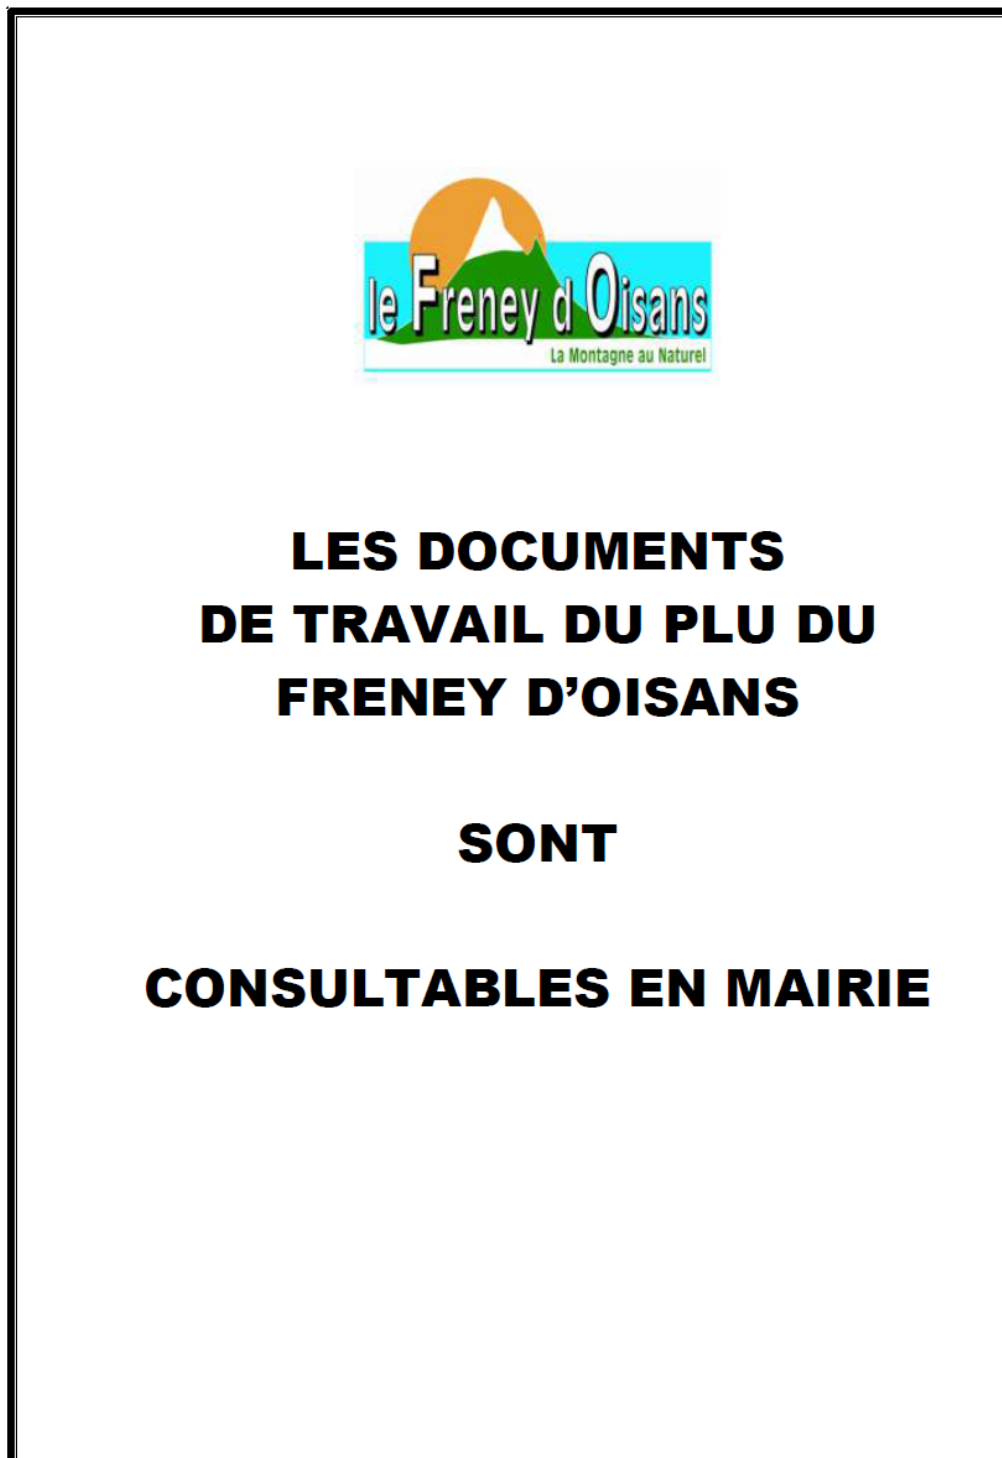 le Freney d Oisans
La Montagne au Naturel
LES DOCUMENTS
DE TRAVAIL DU PLU DU
FRENEY D’OISANS
SONT
CONSULTABLES EN MAIRIE